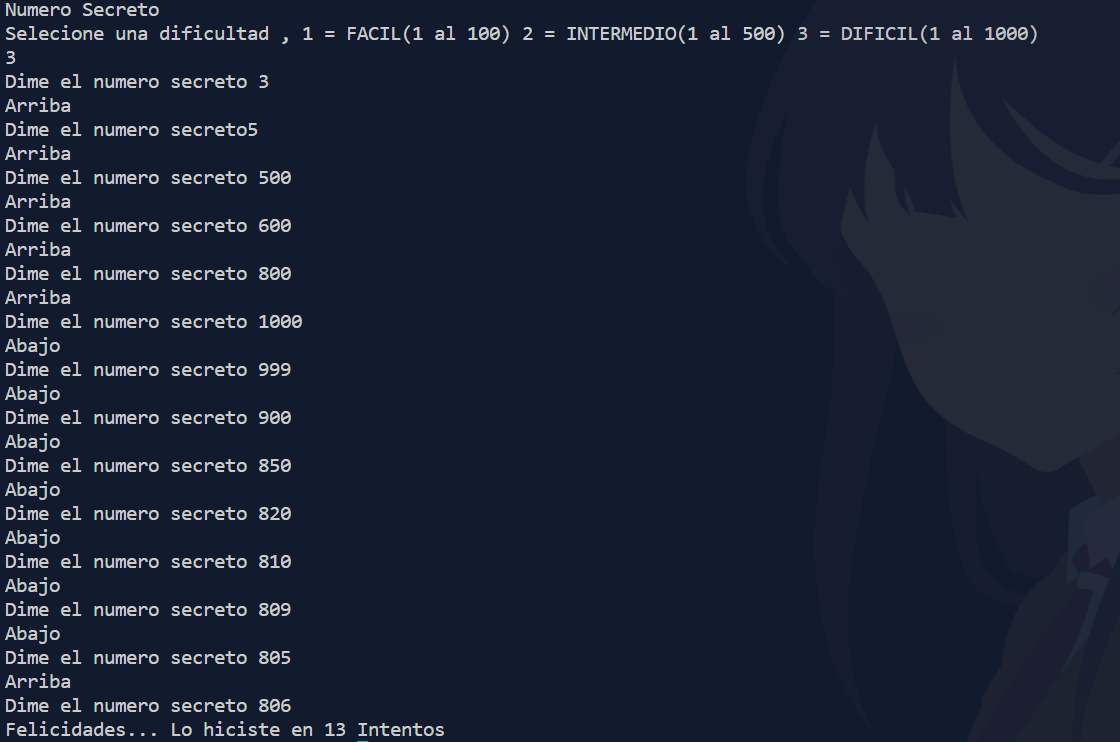 Numero Secreto
Selecione una dificultad , 1 = FACIL(1 al 100) 2 = INTERMEDIO(1 al 500) 3 = DIFICIL(1 al 1000)
3
Dime el numero secreto 3
Arriba
Dime el numero secreto5
Arriba
Dime el numero secreto 500
Arriba
Dime el numero secreto 600
Arriba
Dime el numero secreto 800
Arriba
Dime el numero secreto 1000
Abajo
Dime el numero secreto 999
Abajo
Dime el numero secreto 900
Abajo
Dime el numero secreto 850
Abajo
Dime el numero secreto 820
Abajo
Dime el numero secreto 810
Abajo
Dime el numero secreto 809
Abajo
Dime el numero secreto 805
Arriba
Dime el numero secreto 806
Felicidades... Lo hiciste en 13 Intentos